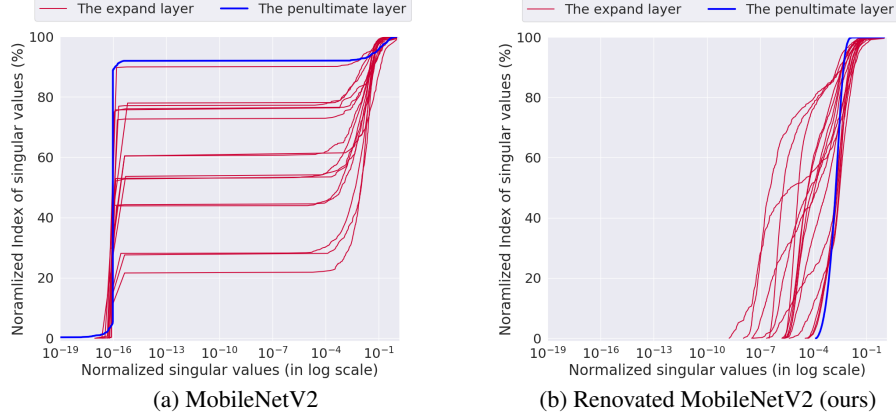 The expand layer The penultimate layer
Noramlized Index of singular values (%)
100
80
60
40
20
0
10⁻¹⁹ 10⁻¹⁶ 10⁻¹³ 10⁻¹⁰ 10⁻⁷ 10⁻⁴ 10⁻¹
Normalized singular values (in log scale)
(a) MobileNetV2
The expand layer The penultimate layer
Noramlized Index of singular values (%)
100
80
60
40
20
0
10⁻¹⁹ 10⁻¹⁶ 10⁻¹³ 10⁻¹⁰ 10⁻⁷ 10⁻⁴ 10⁻¹
Normalized singular values (in log scale)
(b) Renovated MobileNetV2 (ours)